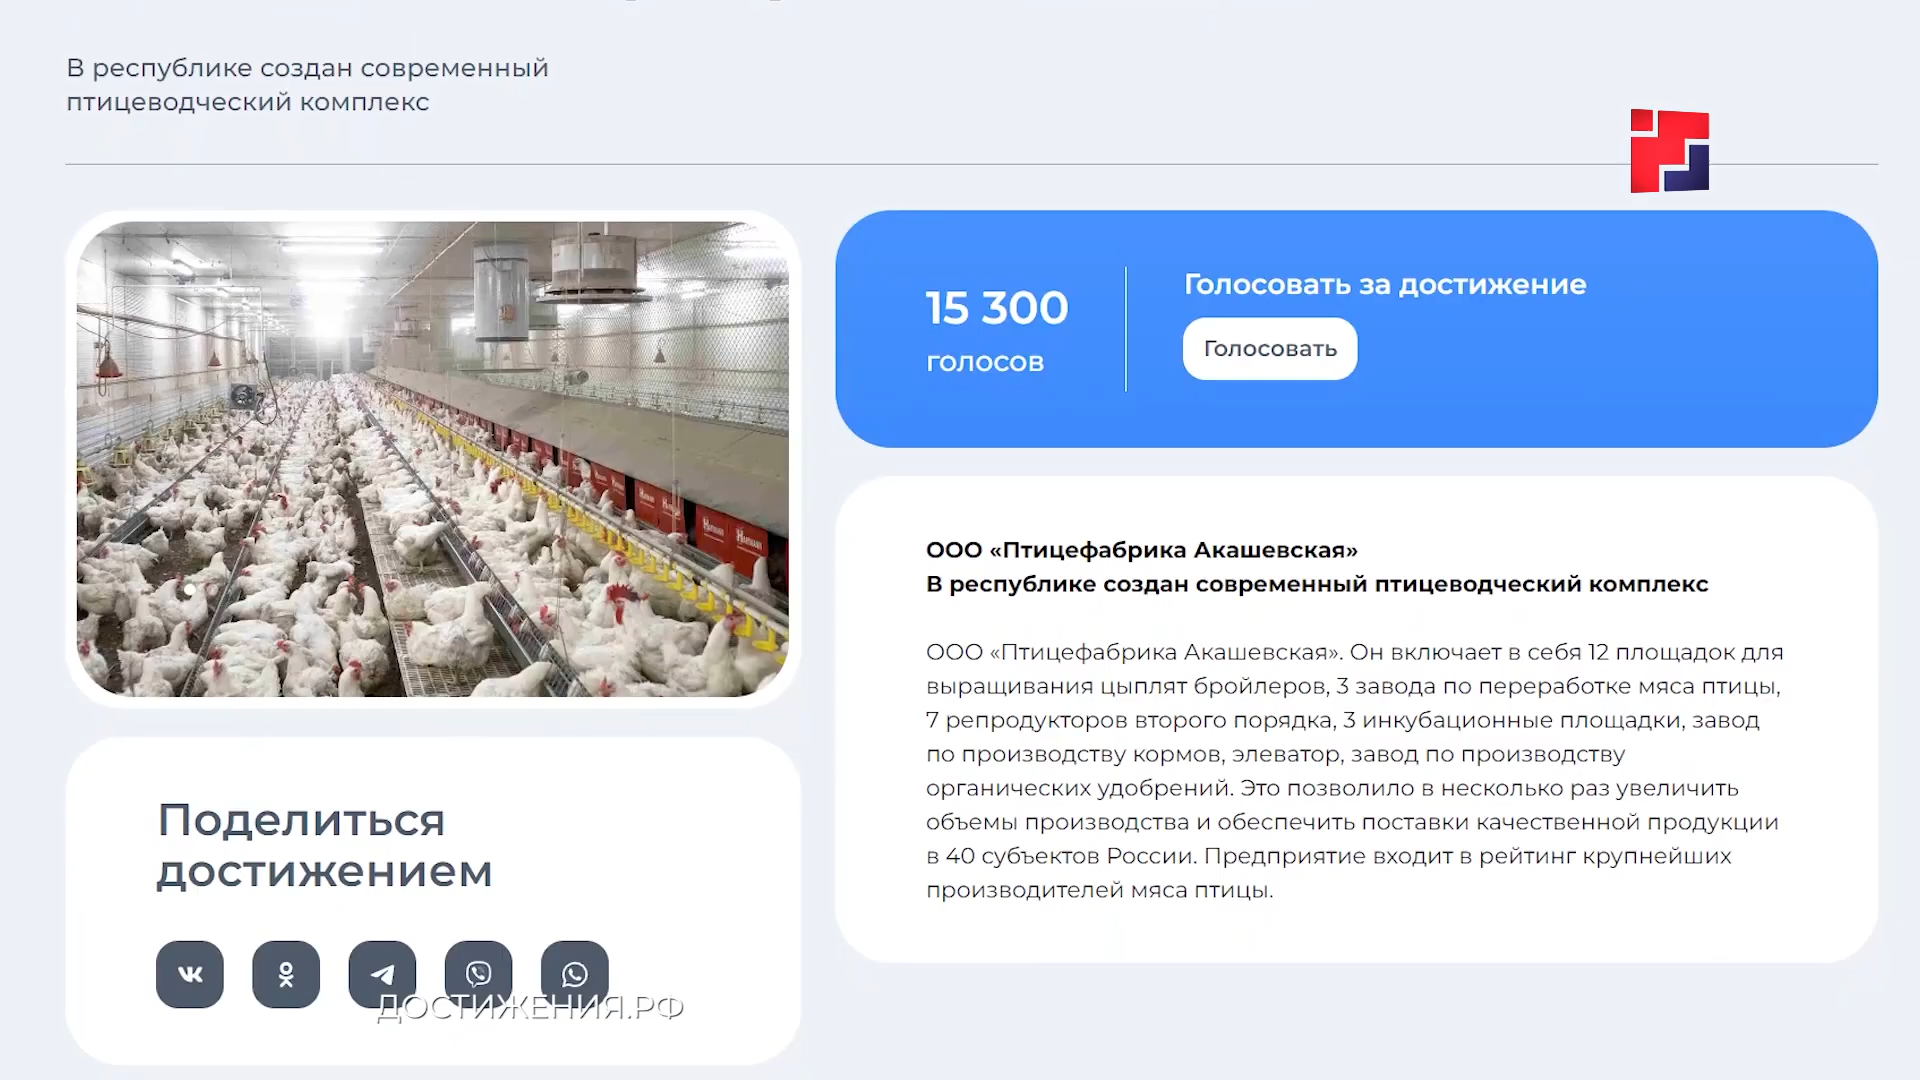 В республике создан современный
птицеводческий комплекс
15 300
голосов
Голосовать за достижение
Голосовать
ООО «Птицефабрика Акашевская»
В республике создан современный птицеводческий комплекс
ООО «Птицефабрика Акашевская». Он включает в себя 12 площадок для
выращивания цыплят бройлеров, 3 завода по переработке мяса птицы,
7 репродукторов второго порядка, 3 инкубационные площадки, завод
по производству кормов, элеватор, завод по производству
органических удобрений. Это позволило в несколько раз увеличить
объемы производства и обеспечить поставки качественной продукции
в 40 субъектов России. Предприятие входит в рейтинг крупнейших
производителей мяса птицы.
Поделиться
достижением
ДОСТИЖЕНИЯ.РФ